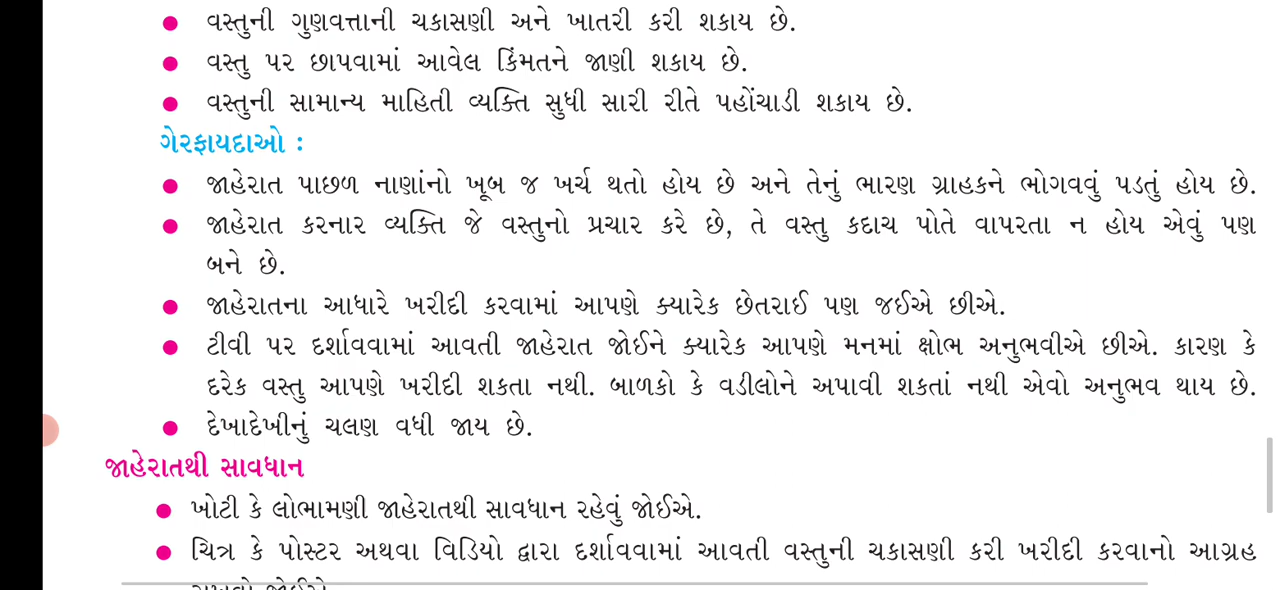 ● વસ્તુની ગુણવત્તાની ચકાસણી અને ખાતરી કરી શકાય છે.
● વસ્તુ પર છાપવામાં આવેલ કિંમતને જાણી શકાય છે.
● વસ્તુની સામાન્ય માહિતી વ્યક્તિ સુધી સારી રીતે પહોંચાડી શકાય છે.
ગેરફાયદાઓ :
● જાહેરાત પાછળ નાણાંનો ખૂબ જ ખર્ચ થતો હોય છે અને તેનું ભારણ ગ્રાહકને ભોગવવું પડતું હોય છે.
● જાહેરાત કરનાર વ્યક્તિ જે વસ્તુનો પ્રચાર કરે છે, તે વસ્તુ કદાચ પોતે વાપરતા ન હોય એવું પણ
બને છે.
● જાહેરાતના આધારે ખરીદી કરવામાં આપણે ક્યારેક છેતરાઈ પણ જઈએ છીએ.
● ટીવી પર દર્શાવવામાં આવતી જાહેરાત જોઈને ક્યારેક આપણે મનમાં ક્ષોભ અનુભવીએ છીએ. કારણ કે
દરેક વસ્તુ આપણે ખરીદી શકતા નથી. બાળકો કે વડીલોને અપાવી શકતાં નથી એવો અનુભવ થાય છે.
● દેખાદેખીનું ચલણ વધી જાય છે.
જાહેરાતથી સાવધાન
● ખોટી કે લોભામણી જાહેરાતથી સાવધાન રહેવું જોઈએ.
● ચિત્ર કે પોસ્ટર અથવા વિડિયો દ્વારા દર્શાવવામાં આવતી વસ્તુની ચકાસણી કરી ખરીદી કરવાનો આગ્રહ